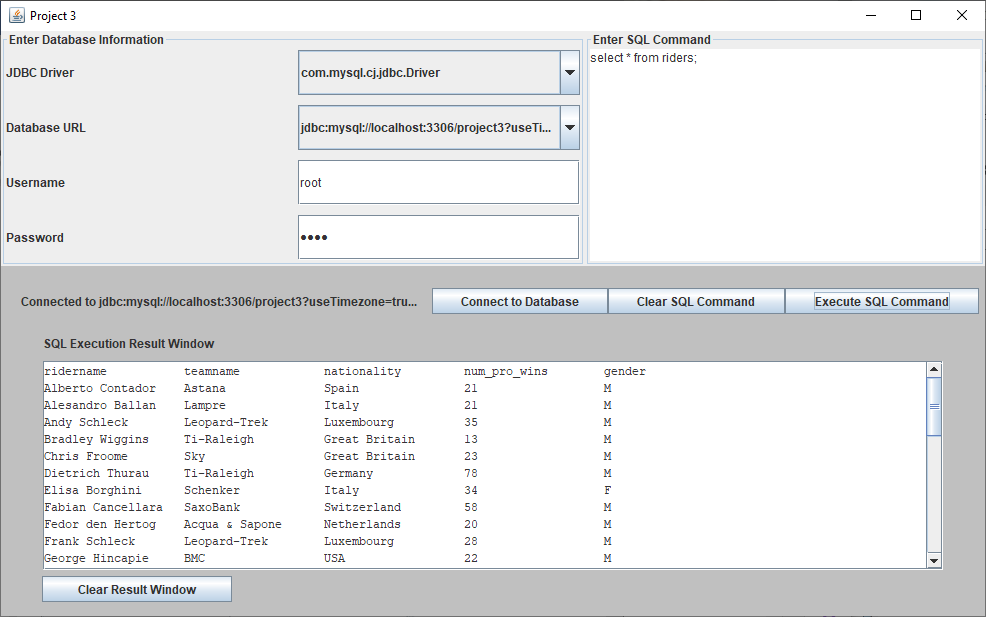 Project 3
Enter Database Information
JDBC Driver
com.mysql.cj.jdbc.Driver
Database URL
jdbc:mysql://localhost:3306/project3?useTi...
Username
root
Password
••••
Enter SQL Command
select * from riders;
Connected to jdbc:mysql://localhost:3306/project3?useTimezone=tru...
Connect to Database
Clear SQL Command
Execute SQL Command
SQL Execution Result Window
ridername teamname nationality num_pro_wins gender
Alberto Contador Astana Spain 21 M
Alesandro Ballan Lampre Italy 21 M
Andy Schleck Leopard-Trek Luxembourg 35 M
Bradley Wiggins Ti-Raleigh Great Britain 13 M
Chris Froome Sky Great Britain 23 M
Dietrich Thurau Ti-Raleigh Germany 78 M
Elisa Borghini Schenker Italy 34 F
Fabian Cancellara SaxoBank Switzerland 58 M
Fedor den Hertog Acqua & Sapone Netherlands 20 M
Frank Schleck Leopard-Trek Luxembourg 28 M
George Hincapie BMC USA 22 M
Clear Result Window